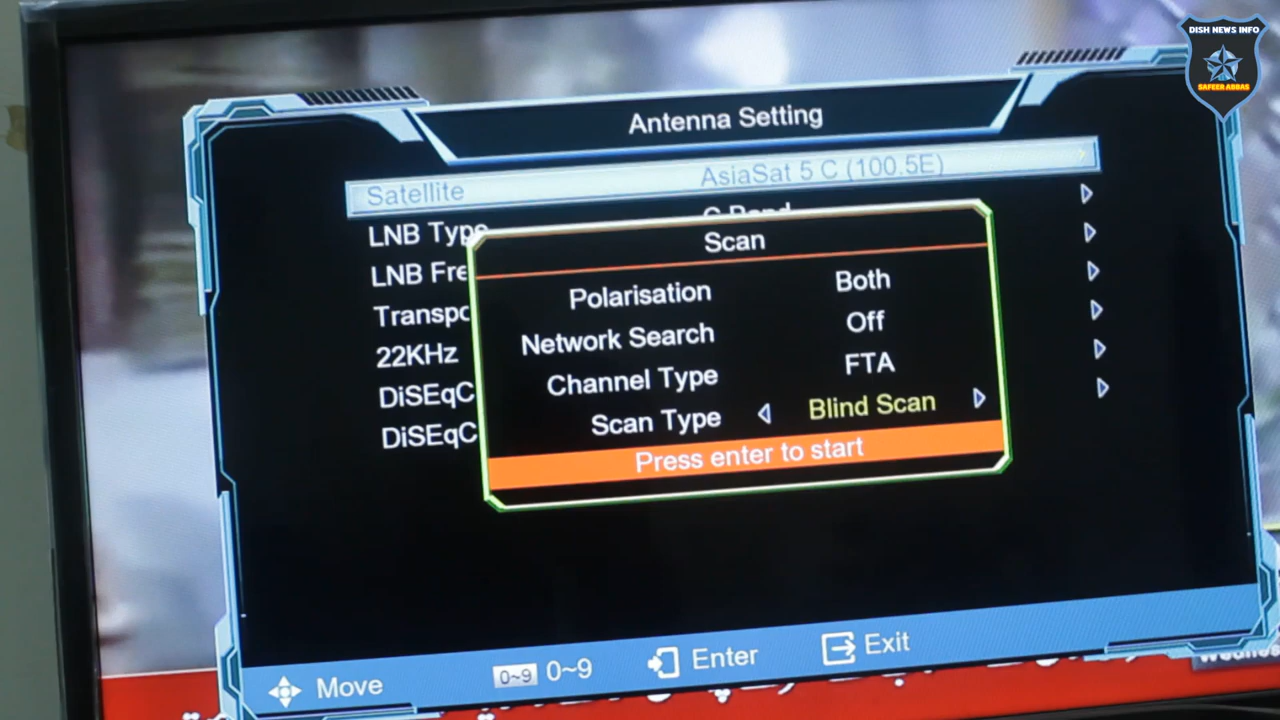 DISH NEWS INFO
SAFEER ABBAS
Antenna Setting
Satellite AsiaSat 5 C (100.5E)
LNB Type C Band
LNB Fre
Transpo
22KHz
DiSEqC
DiSEqC
Scan
Polarisation Both
Network Search Off
Channel Type FTA
Scan Type Blind Scan
Press enter to start
Move 0~9 0~9 Enter Exit